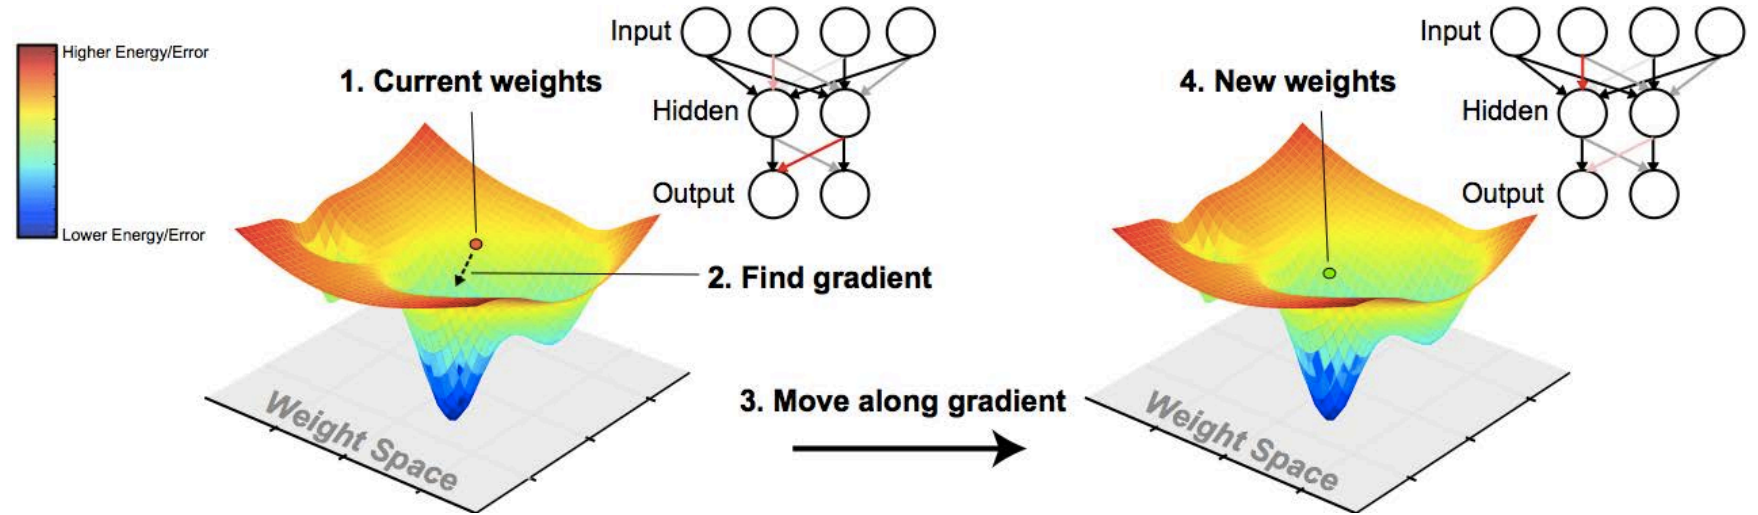 Higher Energy/Error
Lower Energy/Error
1. Current weights
Input
Hidden
Output
2. Find gradient
Weight Space
3. Move along gradient
4. New weights
Input
Hidden
Output
Weight Space